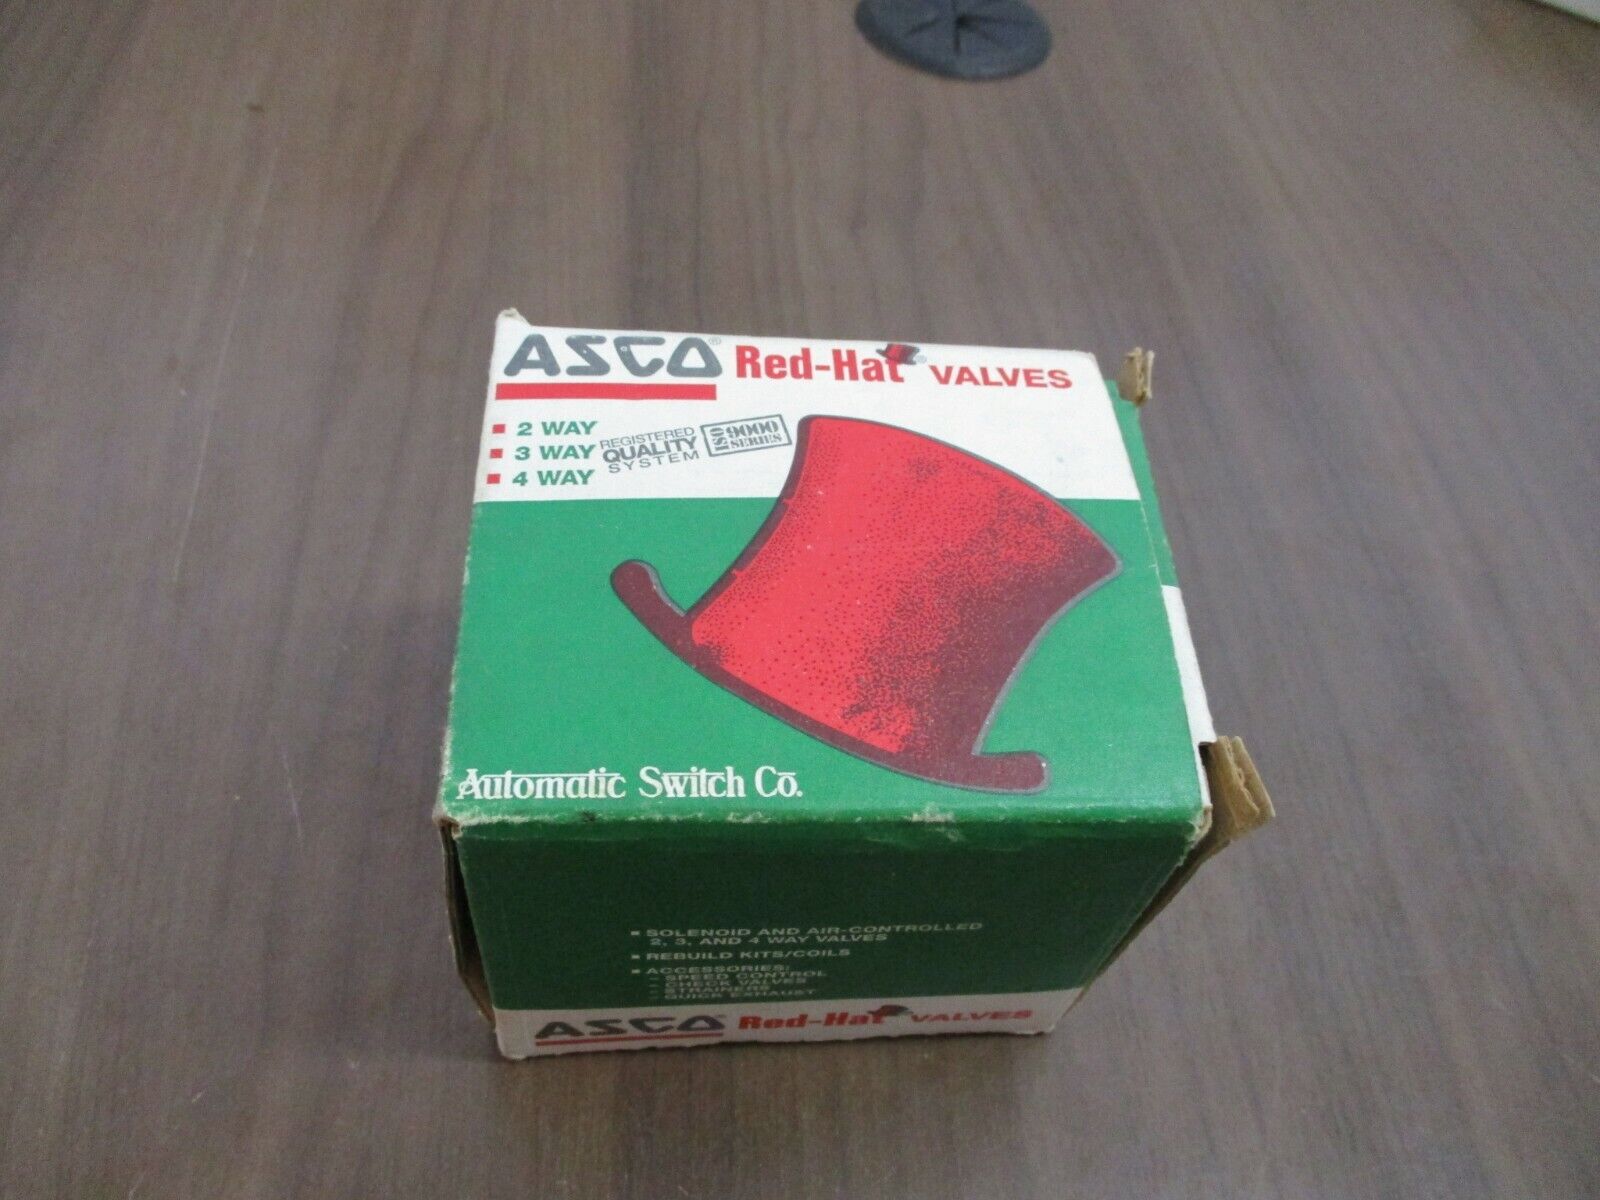 ASCO® Red-Hat® VALVES
2 WAY
3 WAY
4 WAY
REGISTERED
QUALITY
SYSTEM
ISO 9000
SERIES
Automatic Switch Co.
SOLENOID AND AIR-CONTROLLED
2, 3, AND 4 WAY VALVES
REBUILD KITS/COILS
ACCESSORIES:
- SPEED CONTROL
- CHECK VALVES
- STRAINERS
- QUICK EXHAUST
ASCO® Red-Hat VALVES